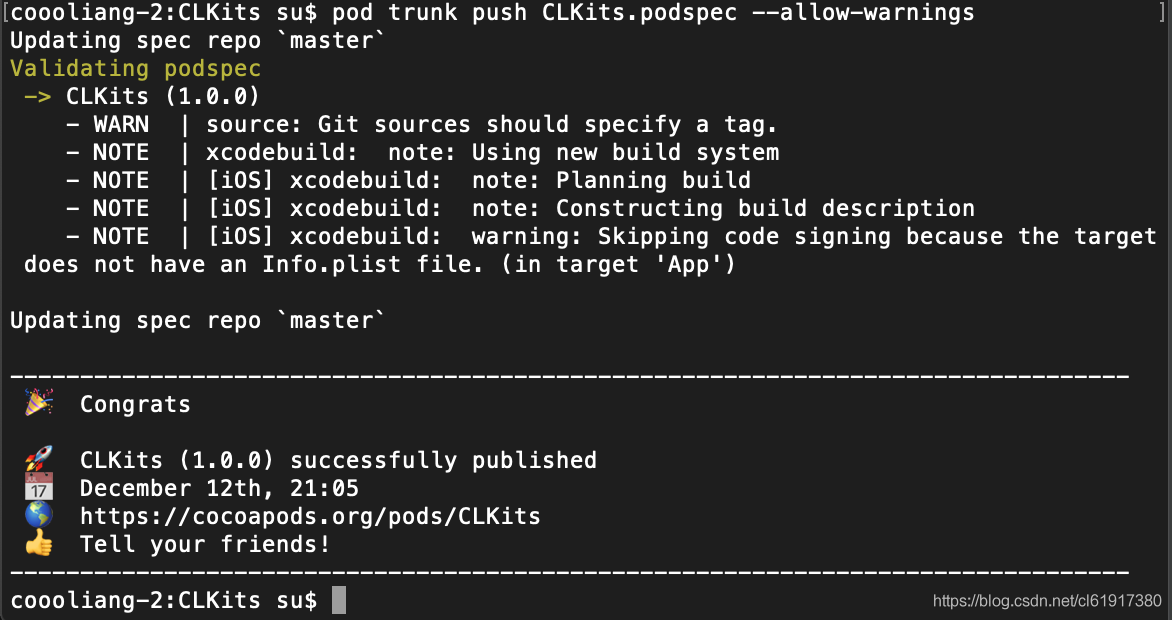 [coooliang-2:CLKits su$ pod trunk push CLKits.podspec --allow-warnings ]
Updating spec repo `master`
Validating podspec
 -> CLKits (1.0.0)
    - WARN  | source: Git sources should specify a tag.
    - NOTE  | xcodebuild:  note: Using new build system
    - NOTE  | [iOS] xcodebuild:  note: Planning build
    - NOTE  | [iOS] xcodebuild:  note: Constructing build description
    - NOTE  | [iOS] xcodebuild:  warning: Skipping code signing because the target
 does not have an Info.plist file. (in target 'App')
Updating spec repo `master`
--------------------------------------------------------------------------------
 🎉  Congrats
 🚀  CLKits (1.0.0) successfully published
 📅  December 12th, 21:05
 🌎  https://cocoapods.org/pods/CLKits
 👍  Tell your friends!
--------------------------------------------------------------------------------
coooliang-2:CLKits su$
https://blog.csdn.net/cl61917380